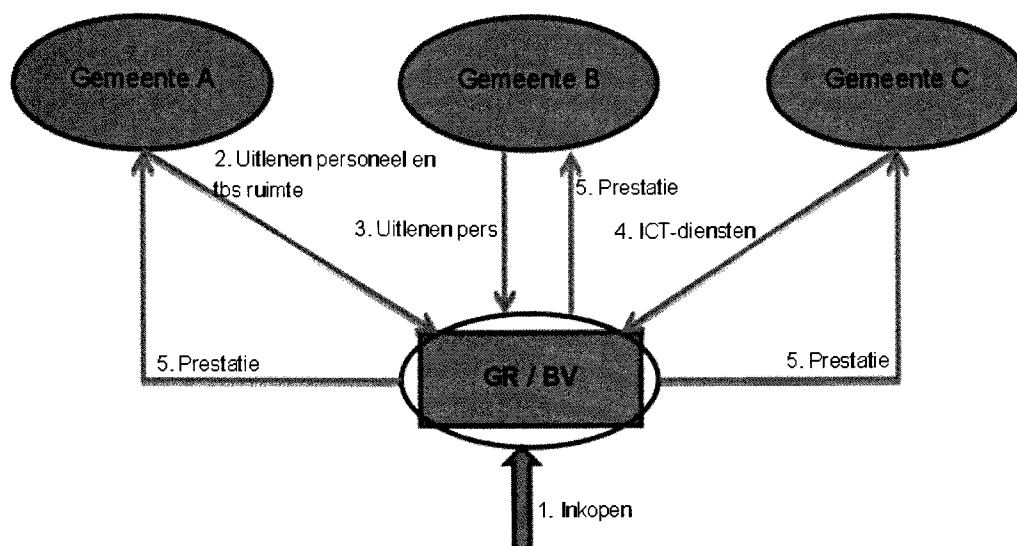 Gemeente A
Gemeente B
Gemeente C
2. Uitlenen personeel en
tbs ruimte
5. Prestatie
3. Uitlenen pers
4. ICT-diensten
5. Prestatie
5. Prestatie
GR / BV
1. Inkopen